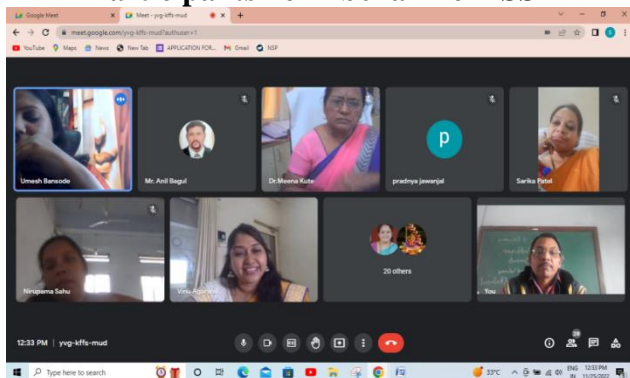 Google Meet
Meet - yvg-kffs-mud
meet.google.com/yvg-kffs-mud?authuser=1
YouTube Maps News New Tab APPLICATION FOR... Gmail NSP
Umesh Bansode
Mr. Anil Bagul
Dr.Meena Kute
p
pradnya jawanjal
Sarika Patel
Nirupama Sahu
Vinu Agarwal
20 others
You
12:33 PM | yvg-kffs-mud
Type here to search
33°C
ENG
IN
12:33 PM
11/25/2022